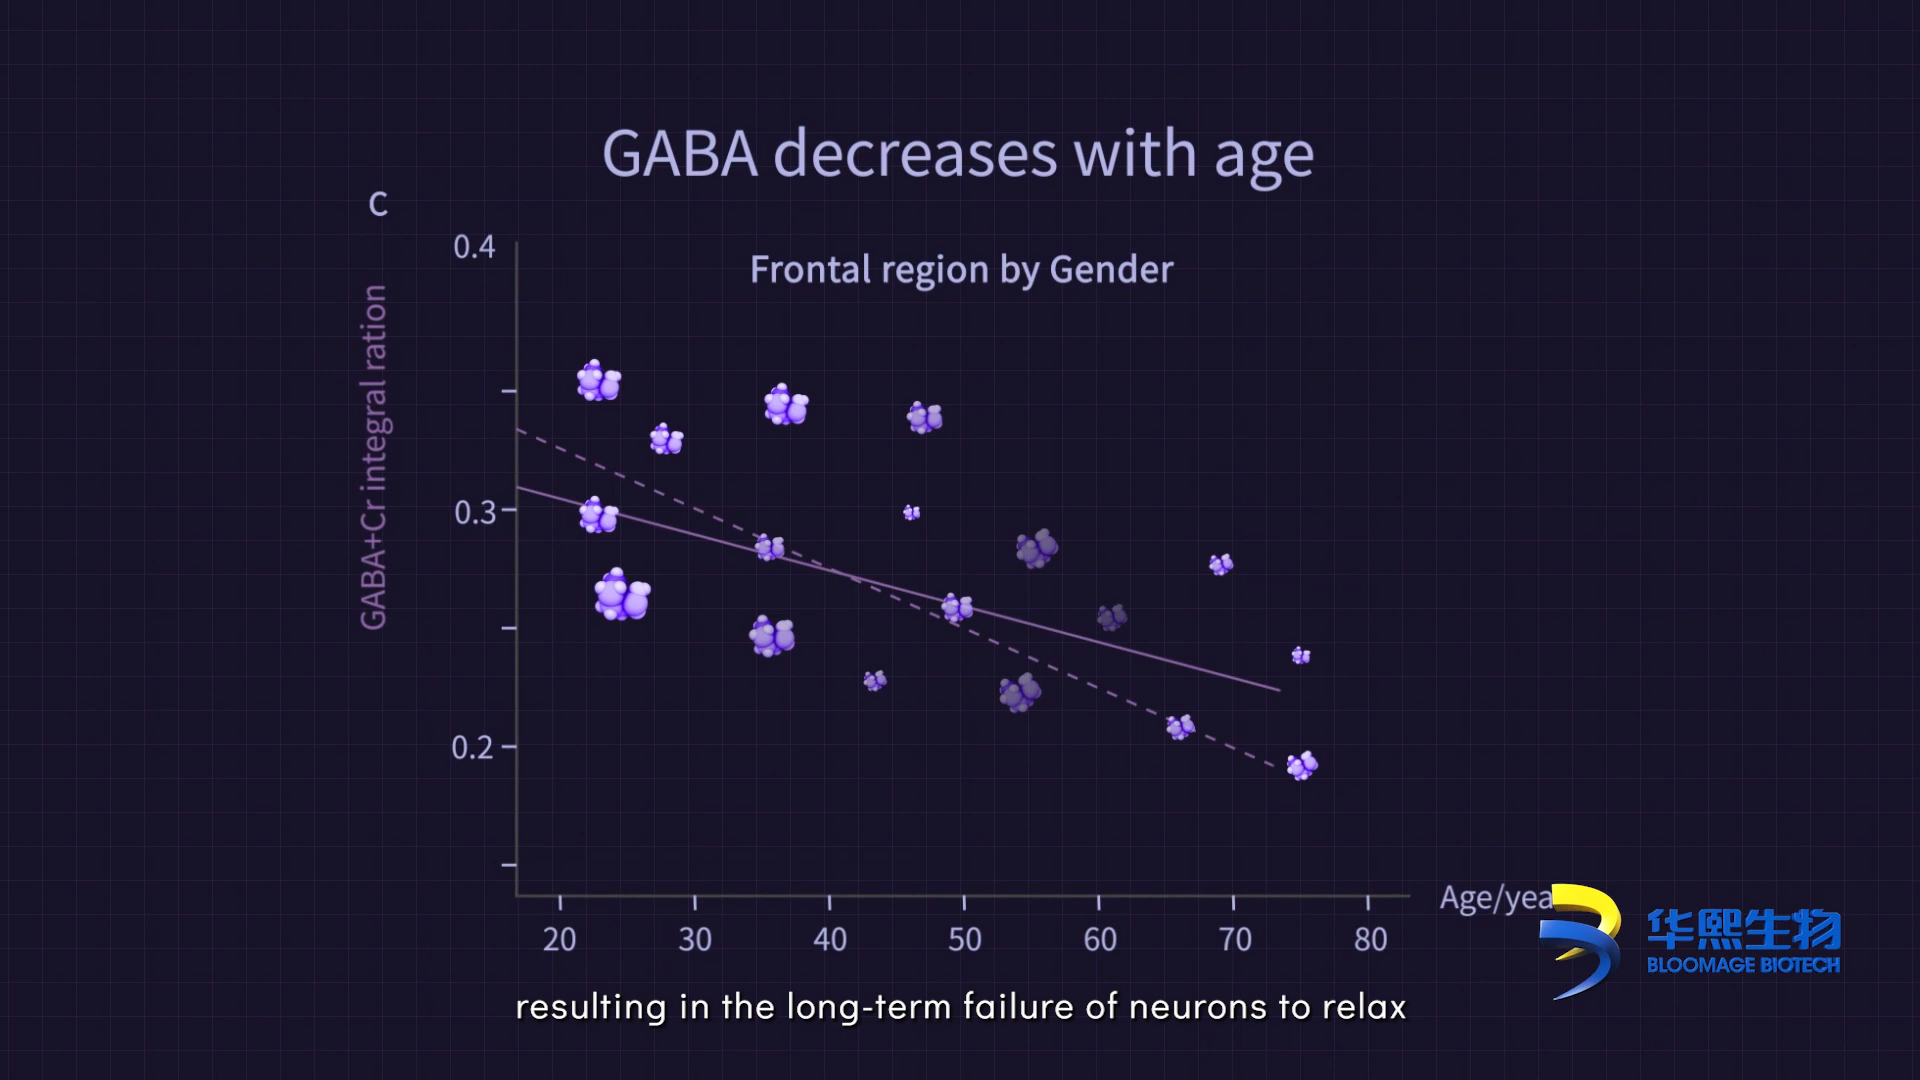 GABA decreases with age
C
0.4
Frontal region by Gender
GABA+Cr integral ration
0.3
0.2
Age/yea
20 30 40 50 60 70 80
华熙生物
BLOOMAGE BIOTECH
resulting in the long-term failure of neurons to relax